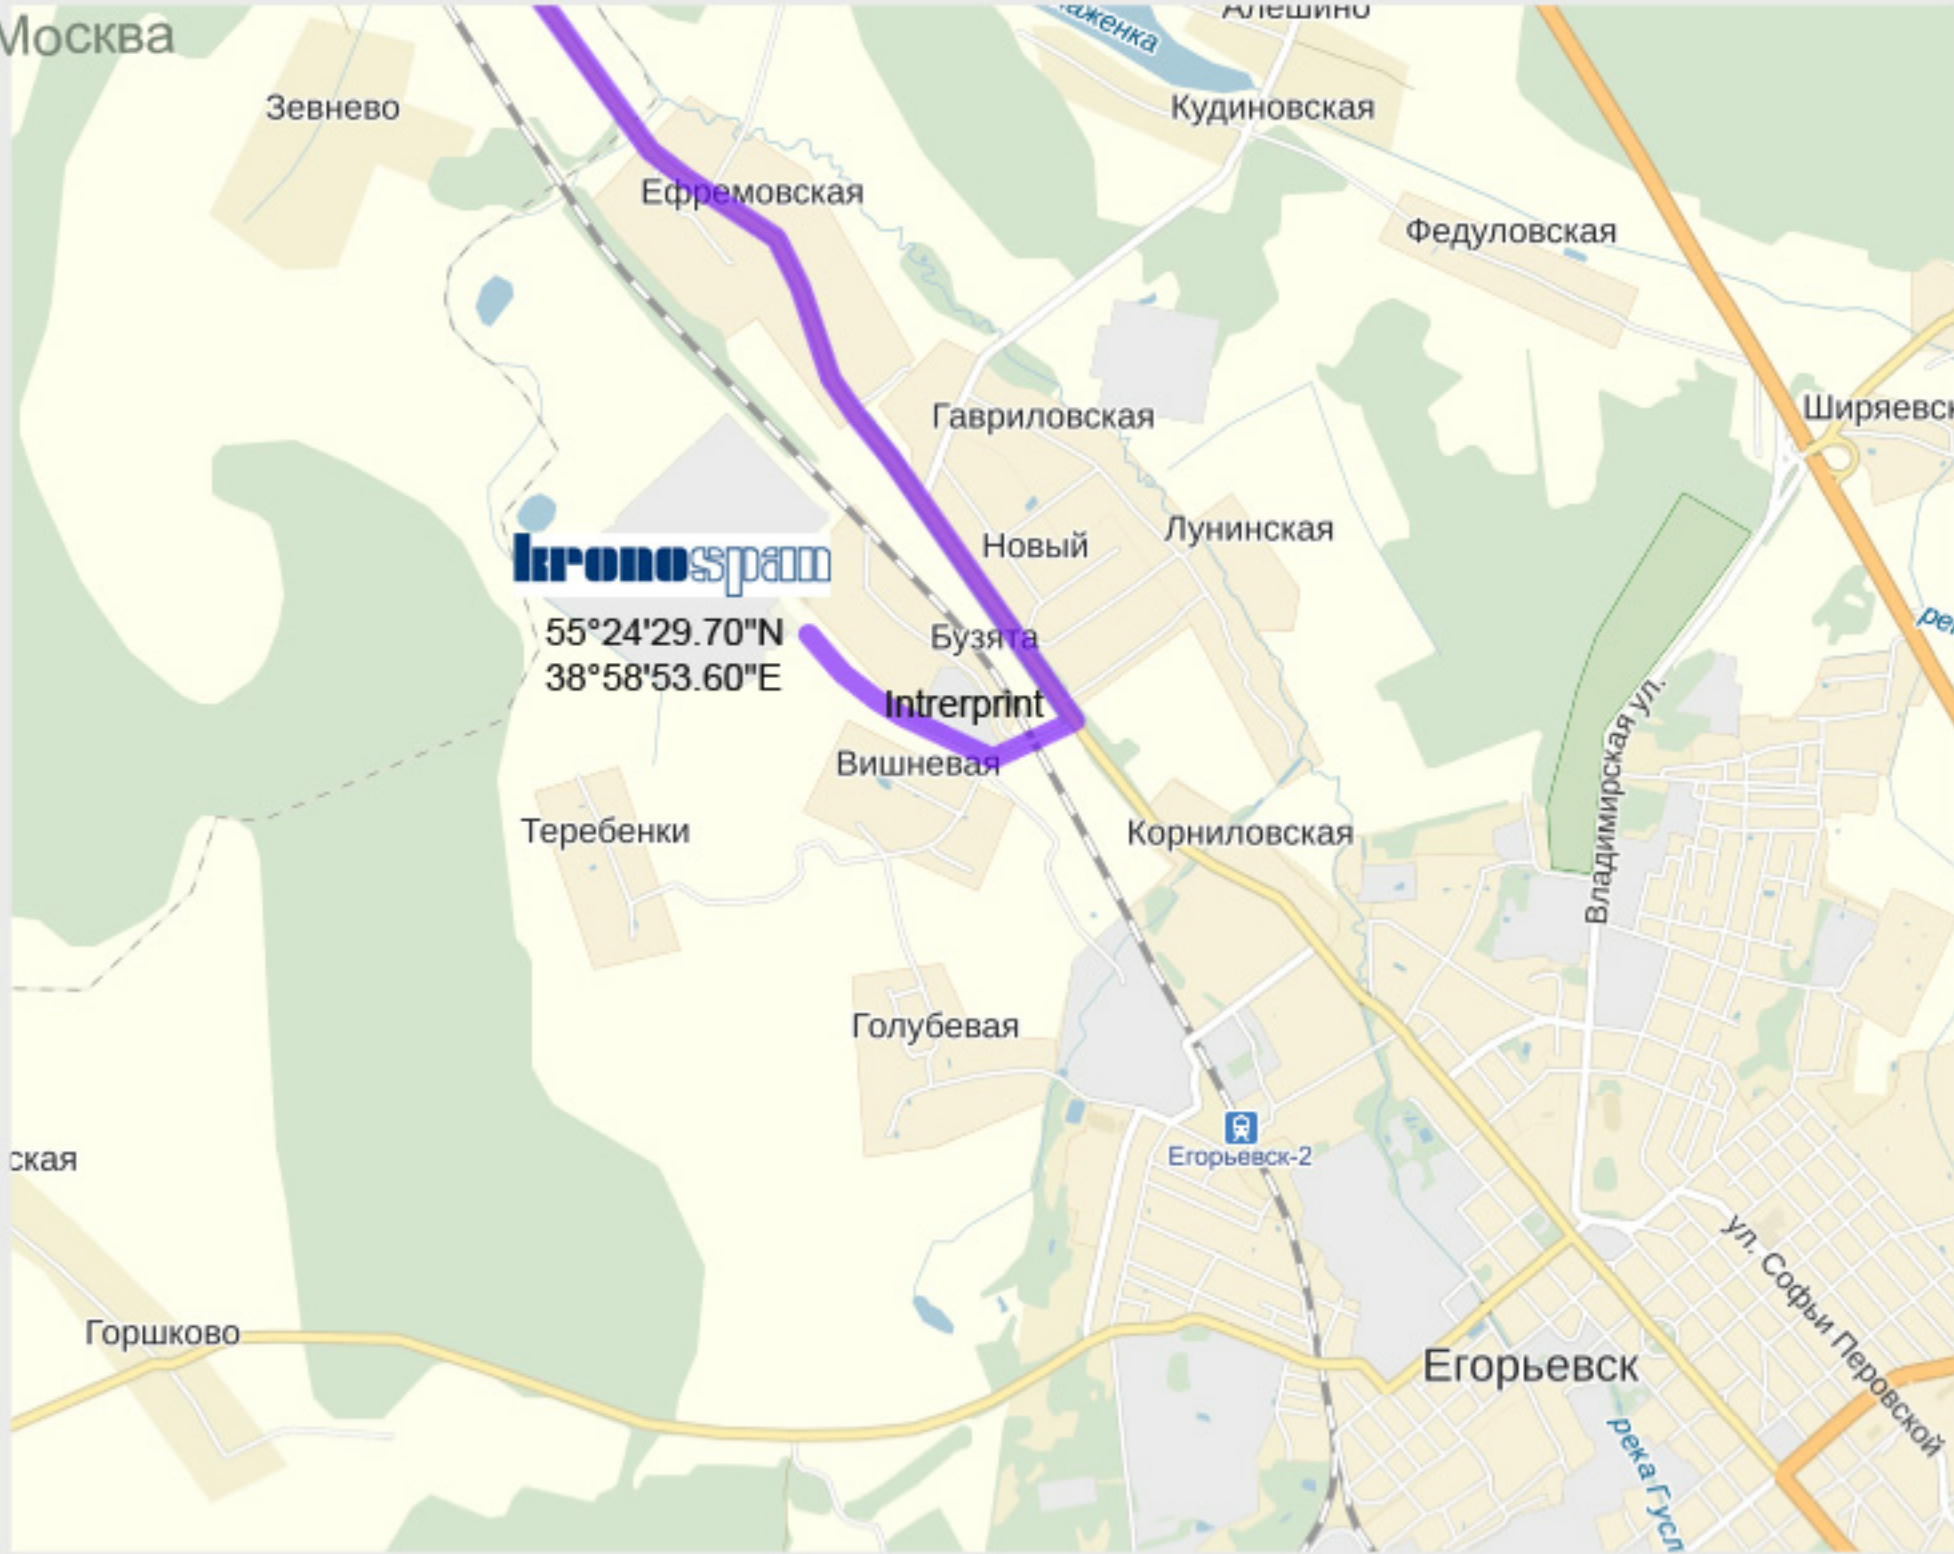 Москва
Алешино
Зевнево
Кудиновская
Ефремовская
Федуловская
Ширяевск
Гавриловская
Лунинская
Новый
kronospan
55°24'29.70"N
38°58'53.60"E
Бузята
Intrerprint
Вишневая
Владимирская ул.
Теребенки
Корниловская
Голубевая
Егорьевск-2
ская
ул. Софьи Перовской
Горшково
Егорьевск
река Гусл